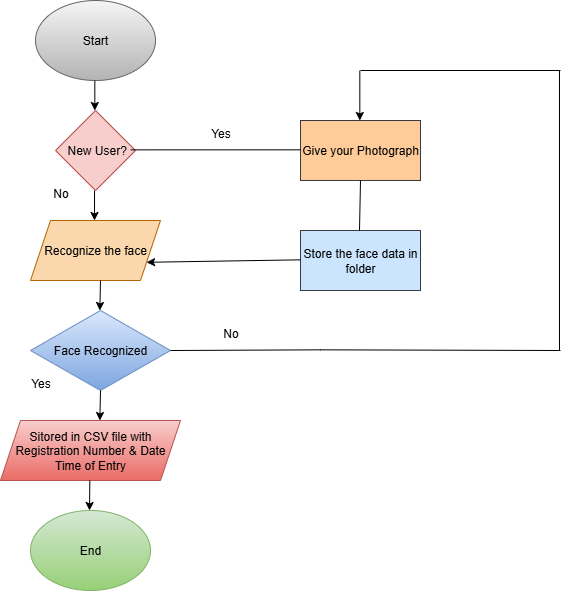 Start
Yes
New User?
Give your Photograph
No
Recognize the face
Store the face data in
folder
No
Face Recognized
Yes
Sitored in CSV file with
Registration Number & Date
Time of Entry
End